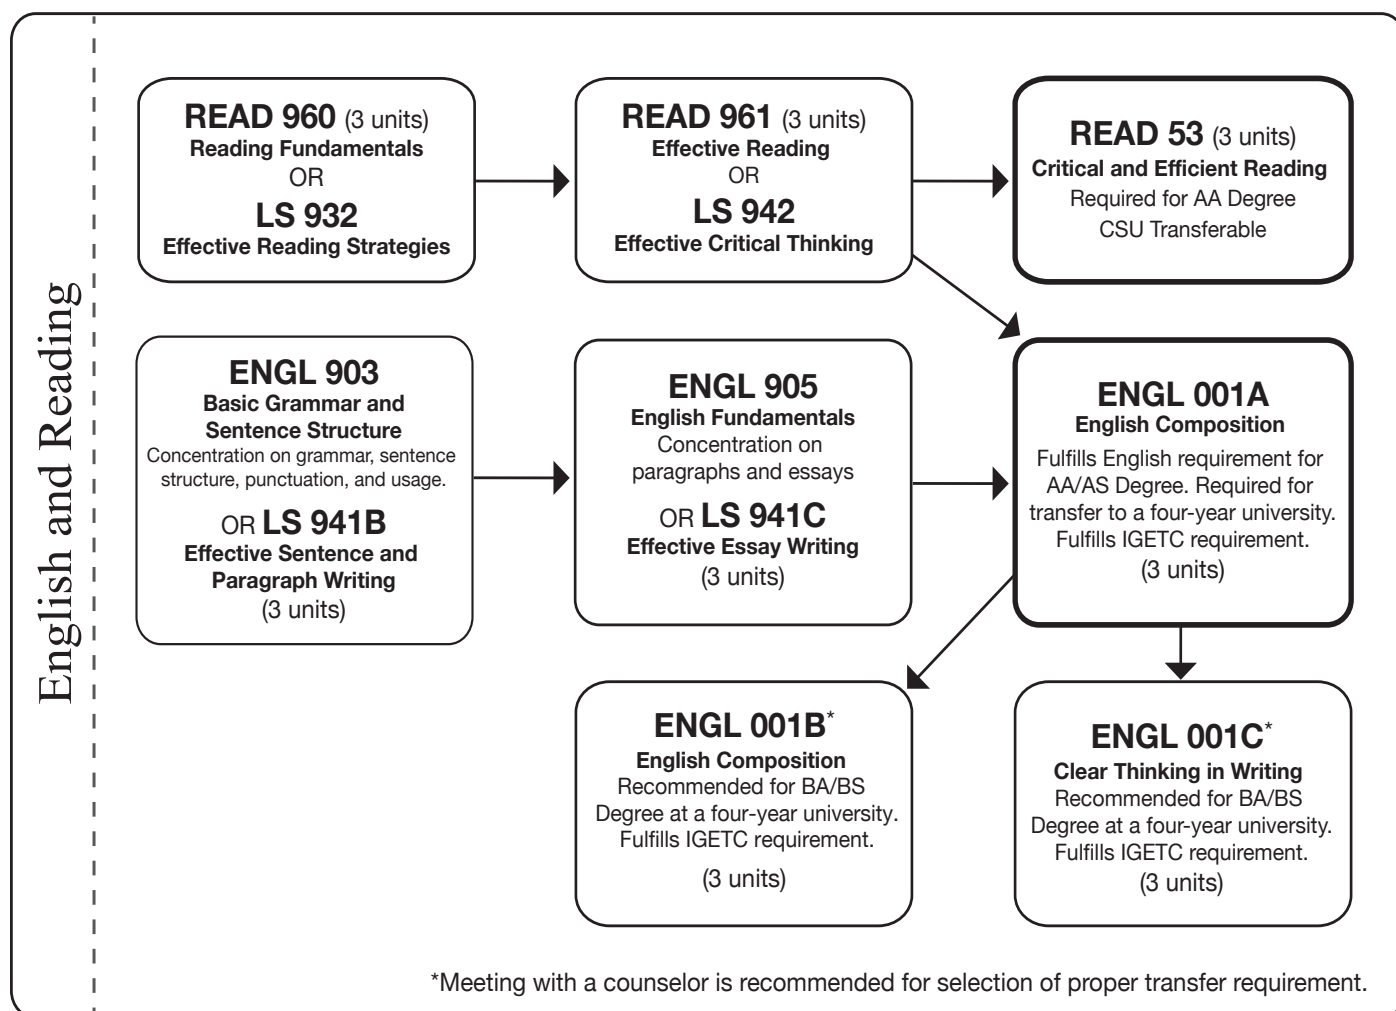 English and Reading
READ 960 (3 units)
Reading Fundamentals
OR
LS 932
Effective Reading Strategies
READ 961 (3 units)
Effective Reading
OR
LS 942
Effective Critical Thinking
READ 53 (3 units)
Critical and Efficient Reading
Required for AA Degree
CSU Transferable
ENGL 903
Basic Grammar and
Sentence Structure
Concentration on grammar, sentence
structure, punctuation, and usage.
OR LS 941B
Effective Sentence and
Paragraph Writing
(3 units)
ENGL 905
English Fundamentals
Concentration on
paragraphs and essays
OR LS 941C
Effective Essay Writing
(3 units)
ENGL 001A
English Composition
Fulfills English requirement for
AA/AS Degree. Required for
transfer to a four-year university.
Fulfills IGETC requirement.
(3 units)
ENGL 001B*
English Composition
Recommended for BA/BS
Degree at a four-year university.
Fulfills IGETC requirement.
(3 units)
ENGL 001C*
Clear Thinking in Writing
Recommended for BA/BS
Degree at a four-year university.
Fulfills IGETC requirement.
(3 units)
*Meeting with a counselor is recommended for selection of proper transfer requirement.